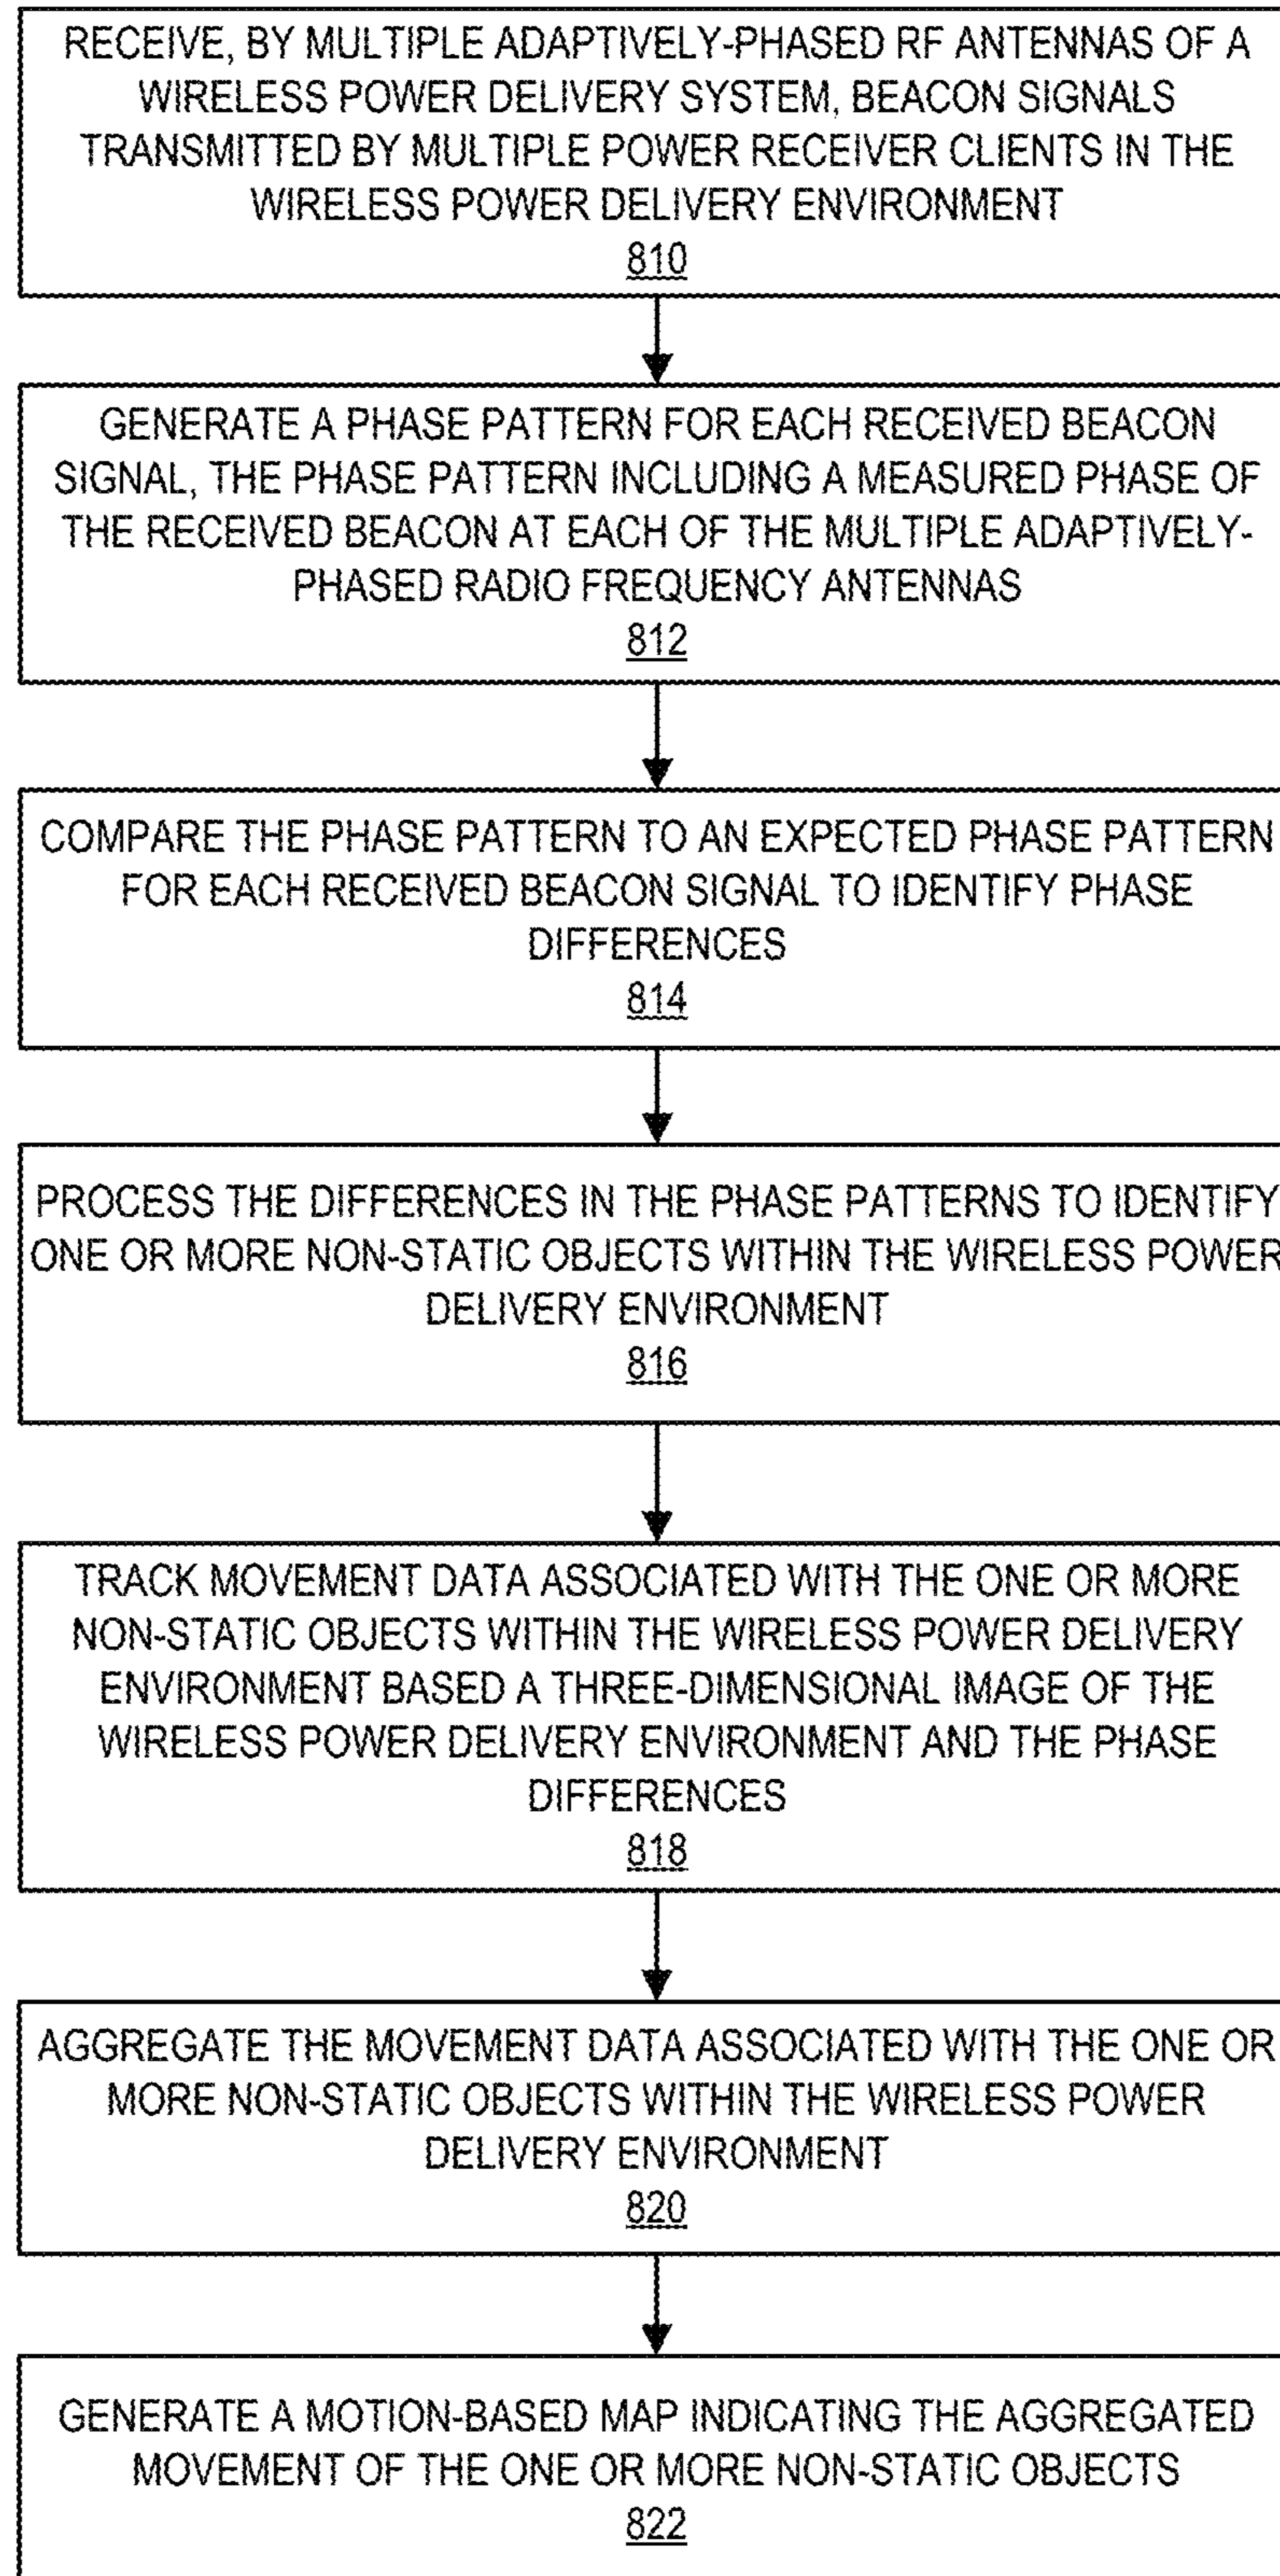 RECEIVE, BY MULTIPLE ADAPTIVELY-PHASED RF ANTENNAS OF A
WIRELESS POWER DELIVERY SYSTEM, BEACON SIGNALS
TRANSMITTED BY MULTIPLE POWER RECEIVER CLIENTS IN THE
WIRELESS POWER DELIVERY ENVIRONMENT
810
GENERATE A PHASE PATTERN FOR EACH RECEIVED BEACON
SIGNAL, THE PHASE PATTERN INCLUDING A MEASURED PHASE OF
THE RECEIVED BEACON AT EACH OF THE MULTIPLE ADAPTIVELY-
PHASED RADIO FREQUENCY ANTENNAS
812
COMPARE THE PHASE PATTERN TO AN EXPECTED PHASE PATTERN
FOR EACH RECEIVED BEACON SIGNAL TO IDENTIFY PHASE
DIFFERENCES
814
PROCESS THE DIFFERENCES IN THE PHASE PATTERNS TO IDENTIFY
ONE OR MORE NON-STATIC OBJECTS WITHIN THE WIRELESS POWER
DELIVERY ENVIRONMENT
816
TRACK MOVEMENT DATA ASSOCIATED WITH THE ONE OR MORE
NON-STATIC OBJECTS WITHIN THE WIRELESS POWER DELIVERY
ENVIRONMENT BASED A THREE-DIMENSIONAL IMAGE OF THE
WIRELESS POWER DELIVERY ENVIRONMENT AND THE PHASE
DIFFERENCES
818
AGGREGATE THE MOVEMENT DATA ASSOCIATED WITH THE ONE OR
MORE NON-STATIC OBJECTS WITHIN THE WIRELESS POWER
DELIVERY ENVIRONMENT
820
GENERATE A MOTION-BASED MAP INDICATING THE AGGREGATED
MOVEMENT OF THE ONE OR MORE NON-STATIC OBJECTS
822